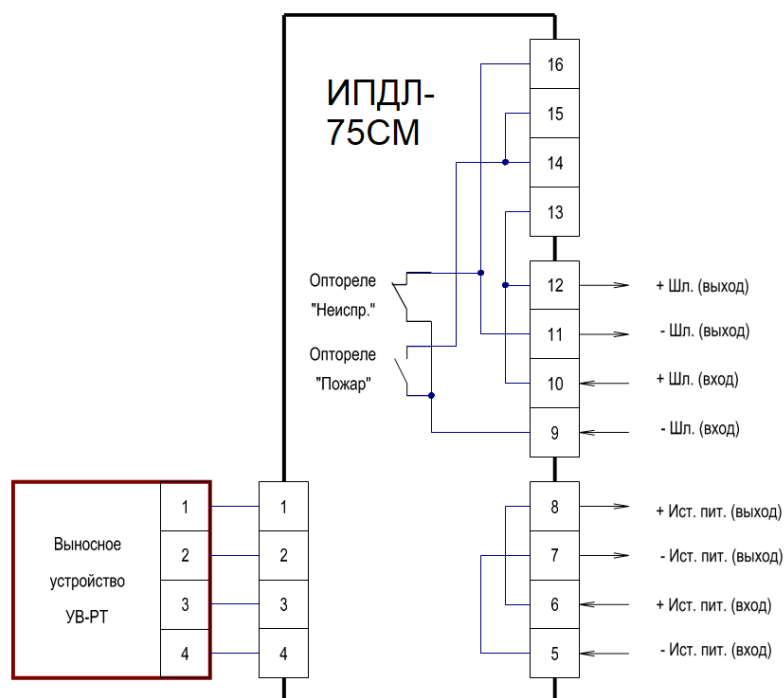 ИПДЛ-
75СМ
16
15
14
13
Оптореле
"Неиспр."
Оптореле
"Пожар"
12
11
10
9
+ Шл. (выход)
- Шл. (выход)
+ Шл. (вход)
- Шл. (вход)
Выносное
устройство
УВ-РТ
1
2
3
4
1
2
3
4
8
7
6
5
+ Ист. пит. (выход)
- Ист. пит. (выход)
+ Ист. пит. (вход)
- Ист. пит. (вход)